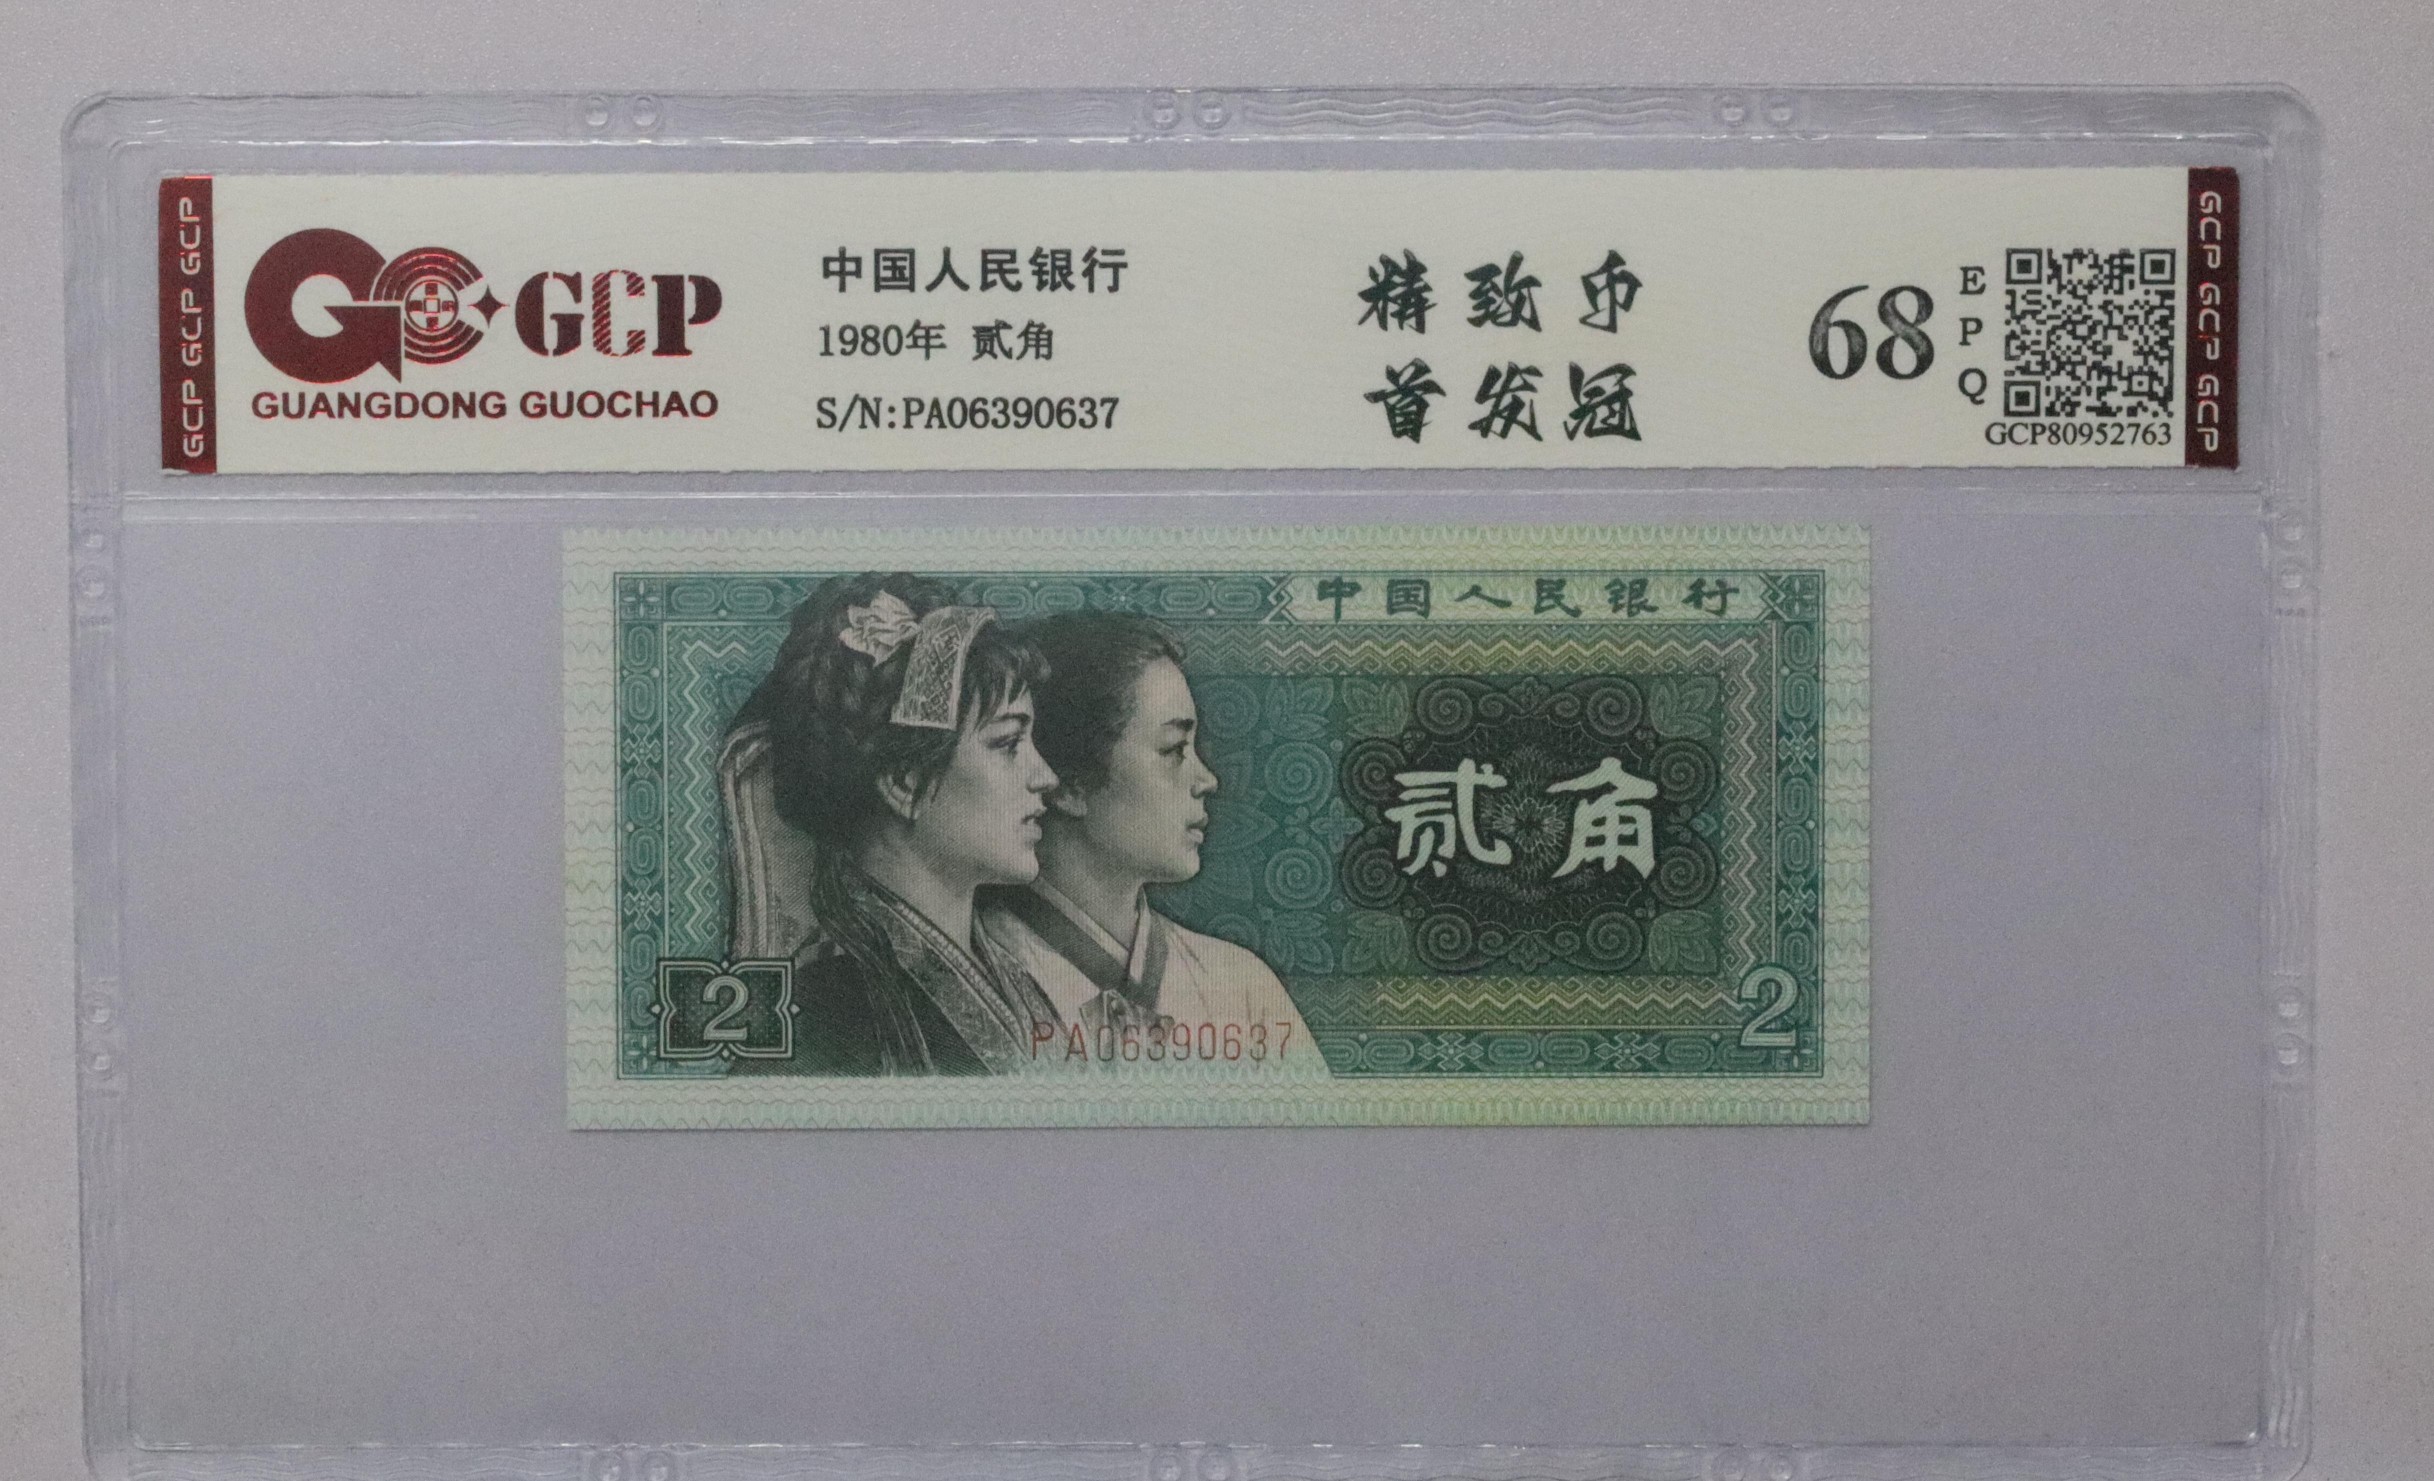 GCP GCP GCP
GCP
GUANGDONG GUOCHAO
中国人民银行
1980年 贰角
S/N:PA06390637
精致币
首发冠
68
E
P
Q
GCP80952763
GCP GCP GCP
中国人民银行
贰角
2
PA06390637
2